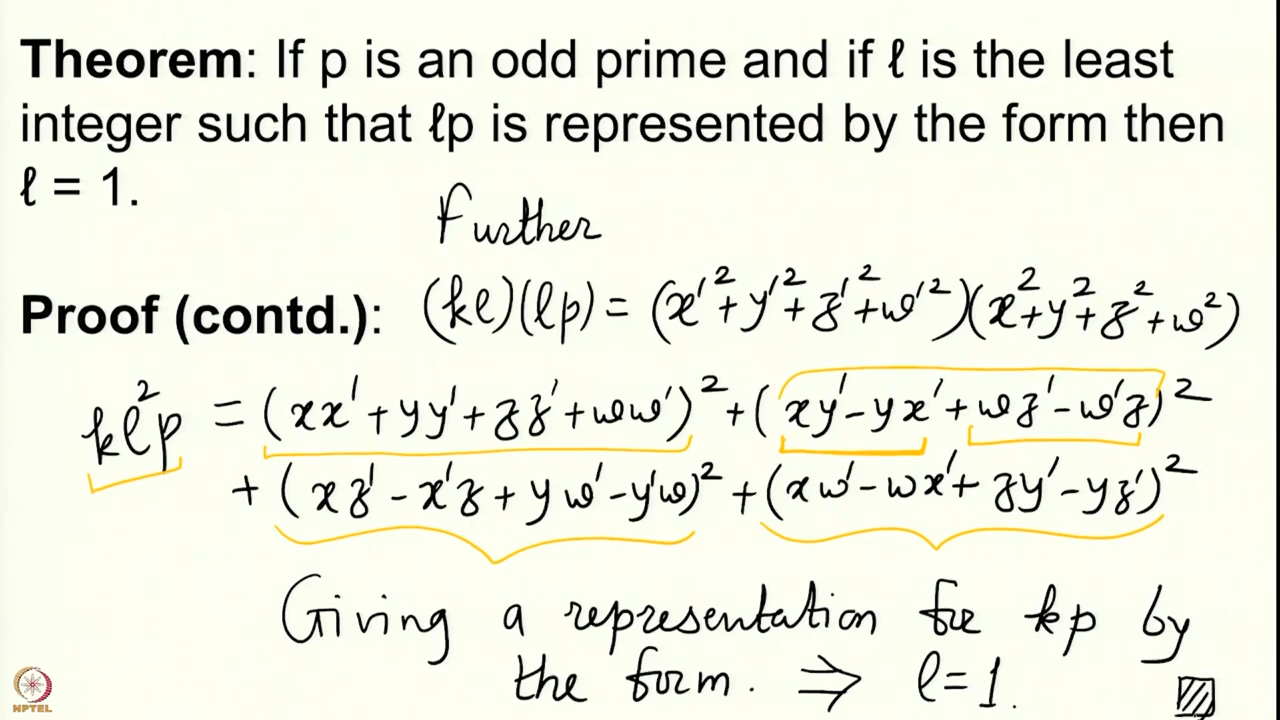 Theorem: If p is an odd prime and if ℓ is the least
integer such that ℓp is represented by the form then
ℓ = 1.
Further
Proof (contd.): (kℓ)(ℓp) = (x'² + y'² + z'² + w'²)(x² + y² + z² + w²)
kℓ²p = (xx' + yy' + zz' + ww')² + (xy' - yx' + wz' - w'z)²
+ (xz' - x'z + yw' - y'w)² + (xw' - wx' + zy' - yz')²
Giving a representation for kp by
the form. ⇒ ℓ = 1.
NPTEL